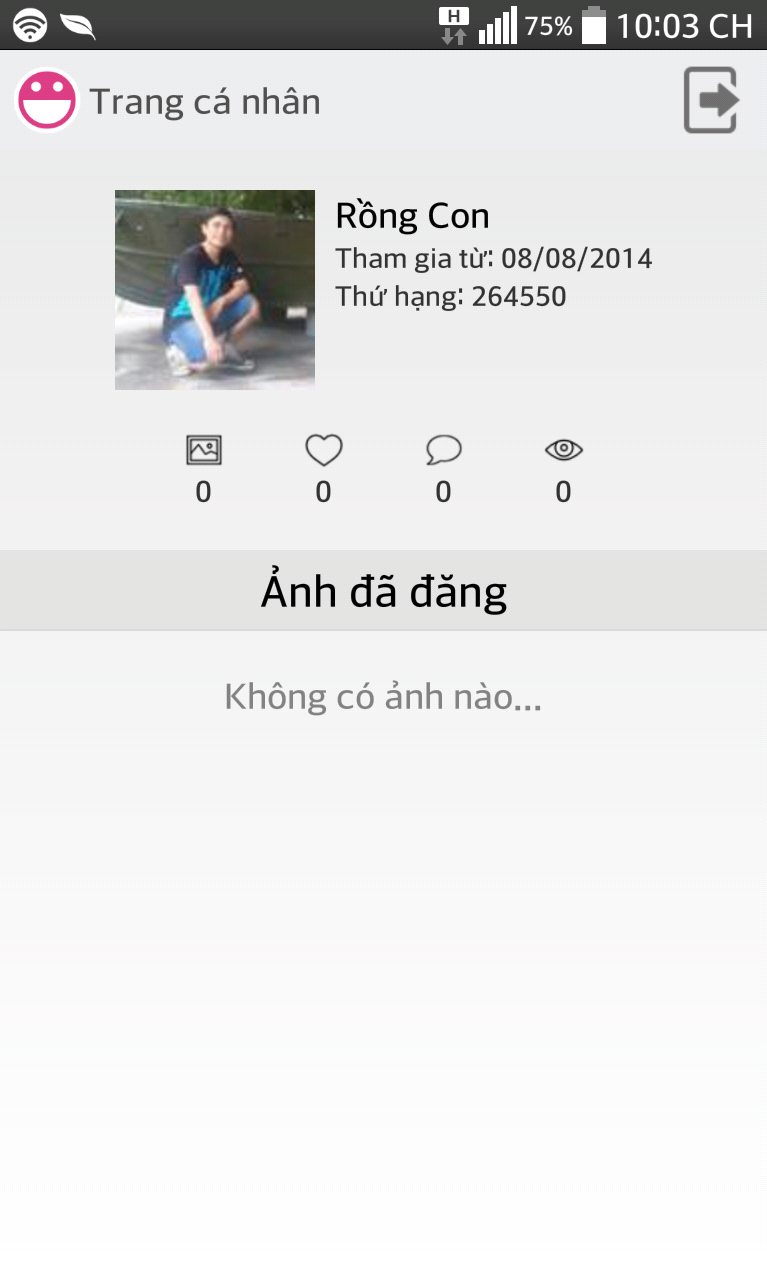 H 75% 10:03 CH
Trang cá nhân
Rồng Con
Tham gia từ: 08/08/2014
Thứ hạng: 264550
0 0 0 0
Ảnh đã đăng
Không có ảnh nào...